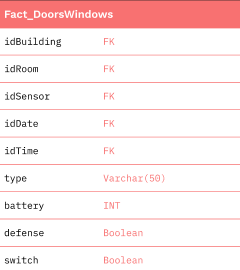 Fact_DoorsWindows
idBuilding FK
idRoom FK
idSensor FK
idDate FK
idTime FK
type Varchar(50)
battery INT
defense Boolean
switch Boolean